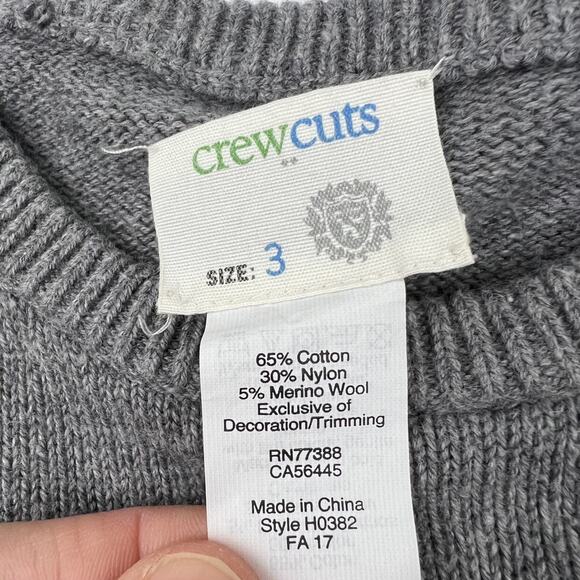 crewcuts
SIZE: 3
65% Cotton
30% Nylon
5% Merino Wool
Exclusive of
Decoration/Trimming
RN77388
CA56445
Made in China
Style H0382
FA 17